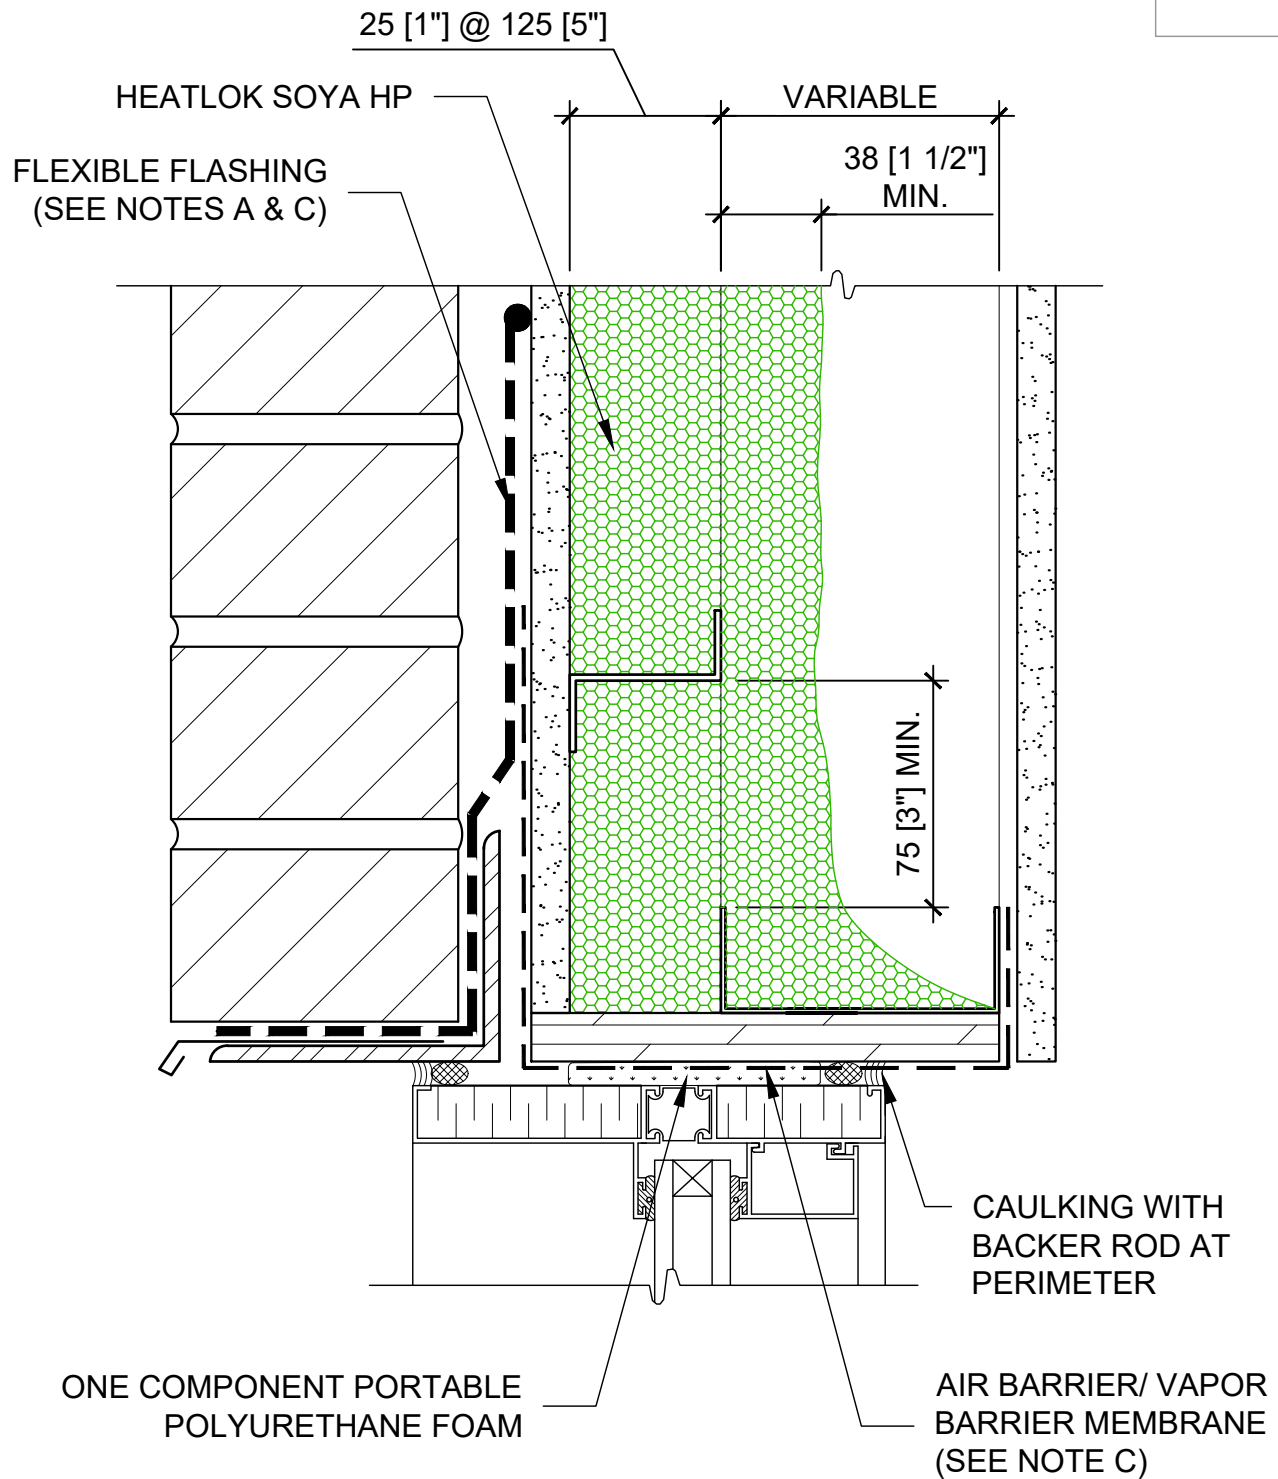 25 [1"] @ 125 [5"]
HEATLOK SOYA HP
VARIABLE
FLEXIBLE FLASHING
(SEE NOTES A & C)
38 [1 1/2"]
MIN.
75 [3"] MIN.
CAULKING WITH
BACKER ROD AT
PERIMETER
ONE COMPONENT PORTABLE
POLYURETHANE FOAM
AIR BARRIER/ VAPOR
BARRIER MEMBRANE
(SEE NOTE C)